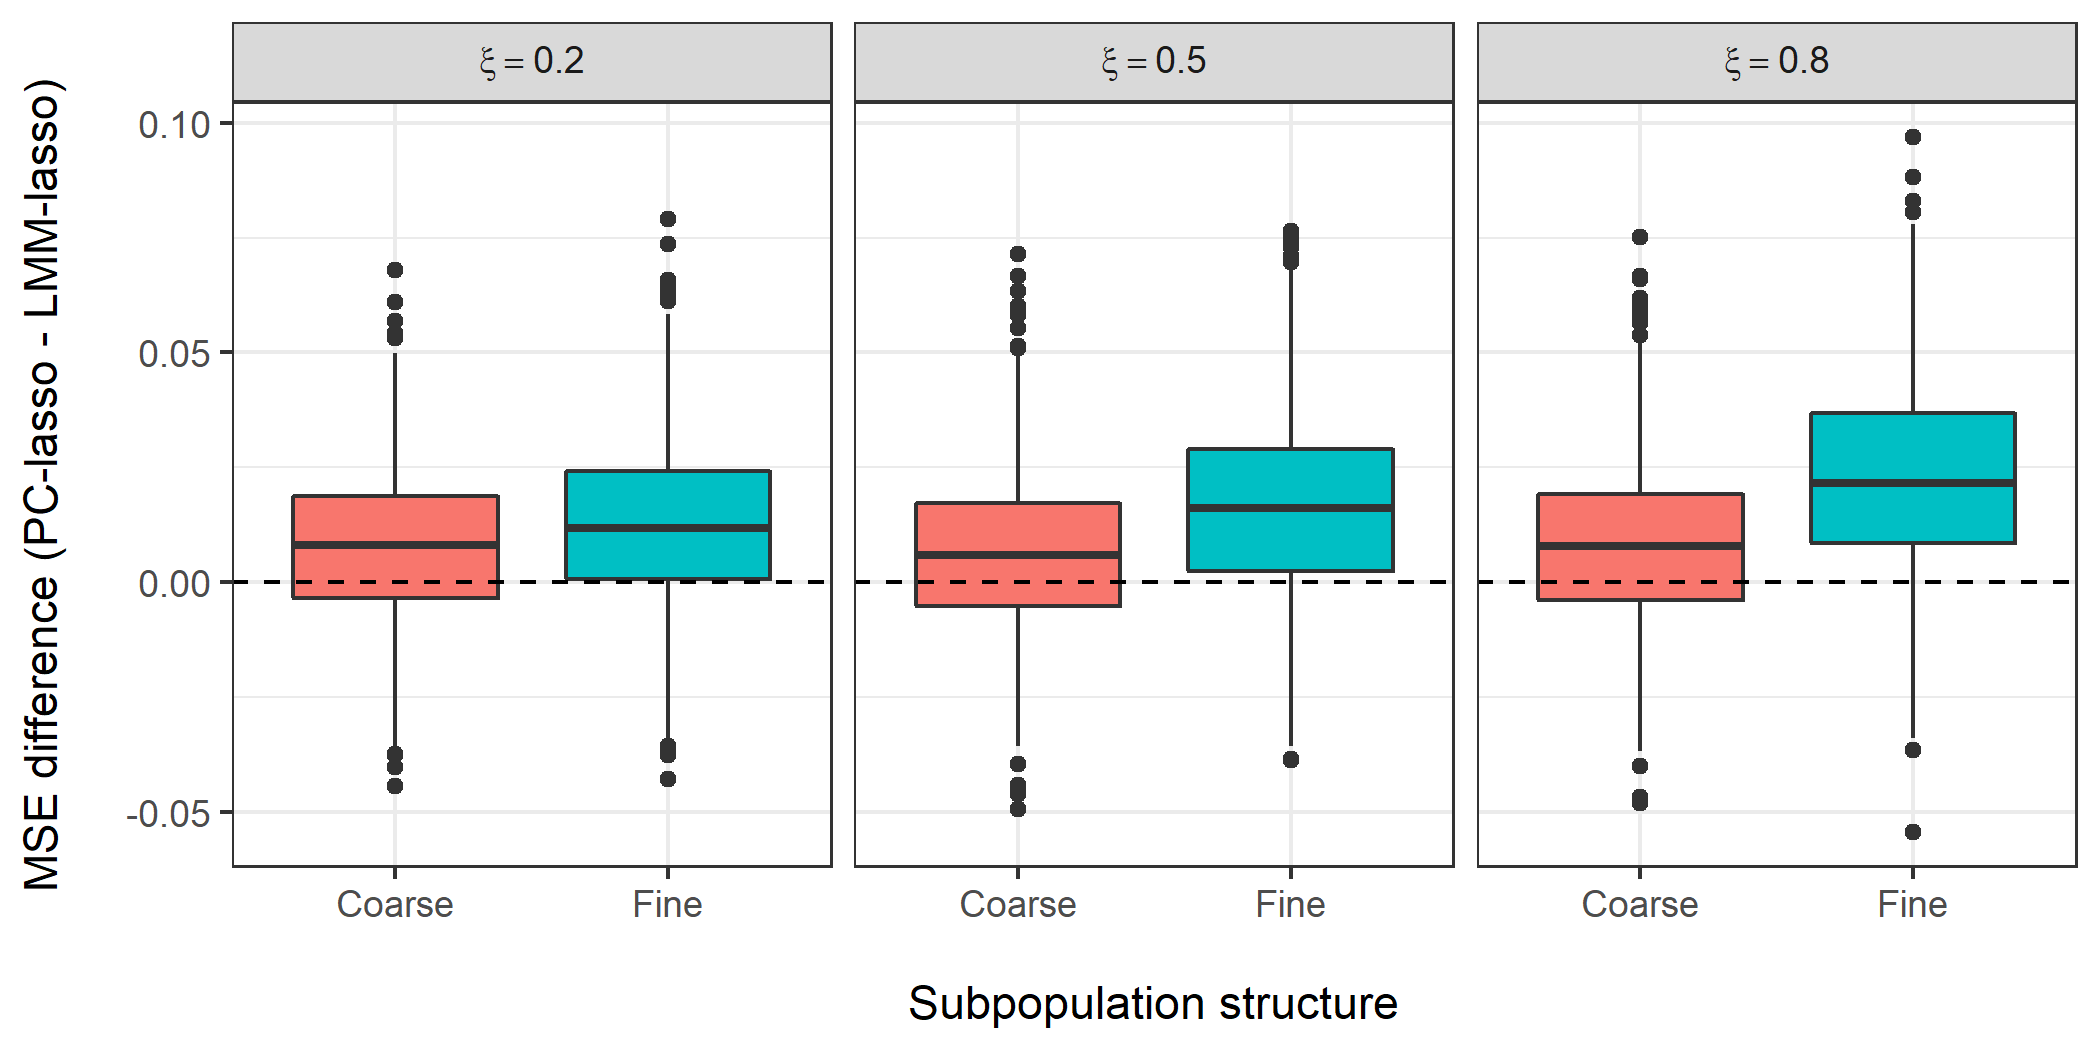 ξ = 0.2
ξ = 0.5
ξ = 0.8
MSE difference (PC-lasso - LMM-lasso)
0.10
0.05
0.00
-0.05
Coarse Fine Coarse Fine Coarse Fine
Subpopulation structure